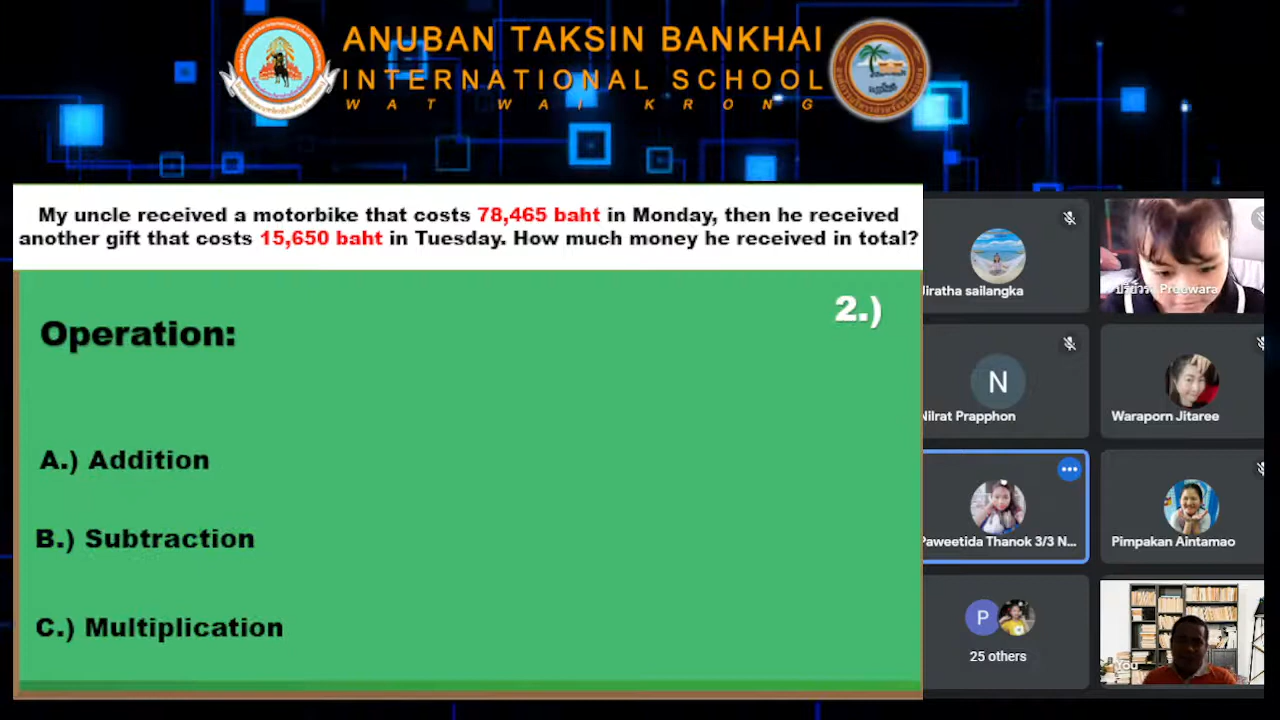 ANUBAN TAKSIN BANKHAI
INTERNATIONAL SCHOOL
WAT WAI KRONG
My uncle received a motorbike that costs 78,465 baht in Monday, then he received
another gift that costs 15,650 baht in Tuesday. How much money he received in total?
2.)
Operation:
A.) Addition
B.) Subtraction
C.) Multiplication
Jiratha sailangka
Preewara
N
Nilrat Prapphon
Waraporn Jitaree
Paweetida Thanok 3/3 N...
Pimpakan Aintamao
P
25 others
You